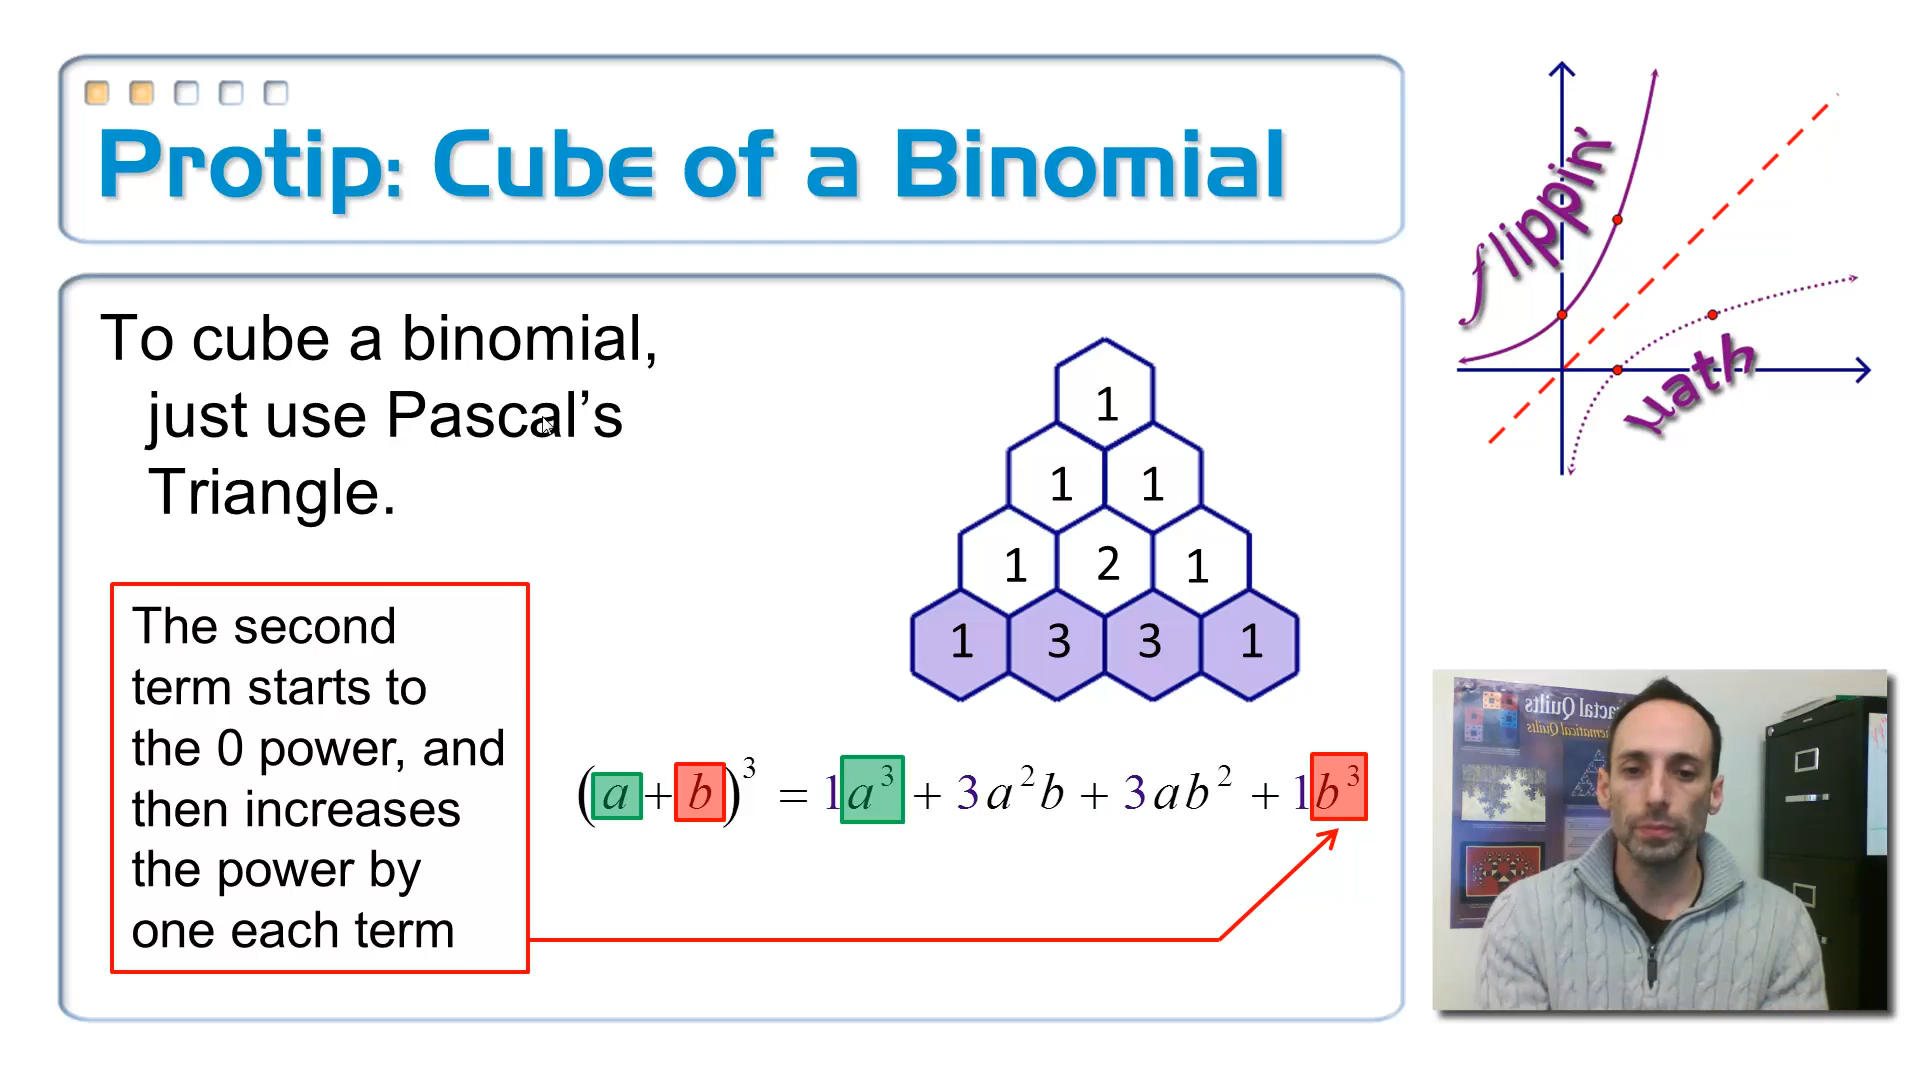 Protip: Cube of a Binomial
To cube a binomial,
just use Pascal’s
Triangle.
1
1 1
1 2 1
1 3 3 1
The second
term starts to
the 0 power, and
then increases
the power by
one each term
(a + b)³ = 1a³ + 3a²b + 3ab² + 1b³
flippin'
math
Quilts
Quilts